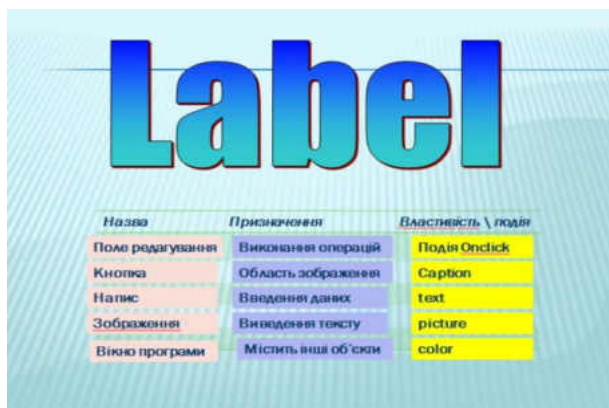 Label
Назва Призначення Властивість \ подія
Поле редагування Виконання операцій Подія Onclick
Кнопка Область зображення Caption
Напис Введення даних text
Зображення Виведення тексту picture
Вікно програми Містить інші об'єкти color